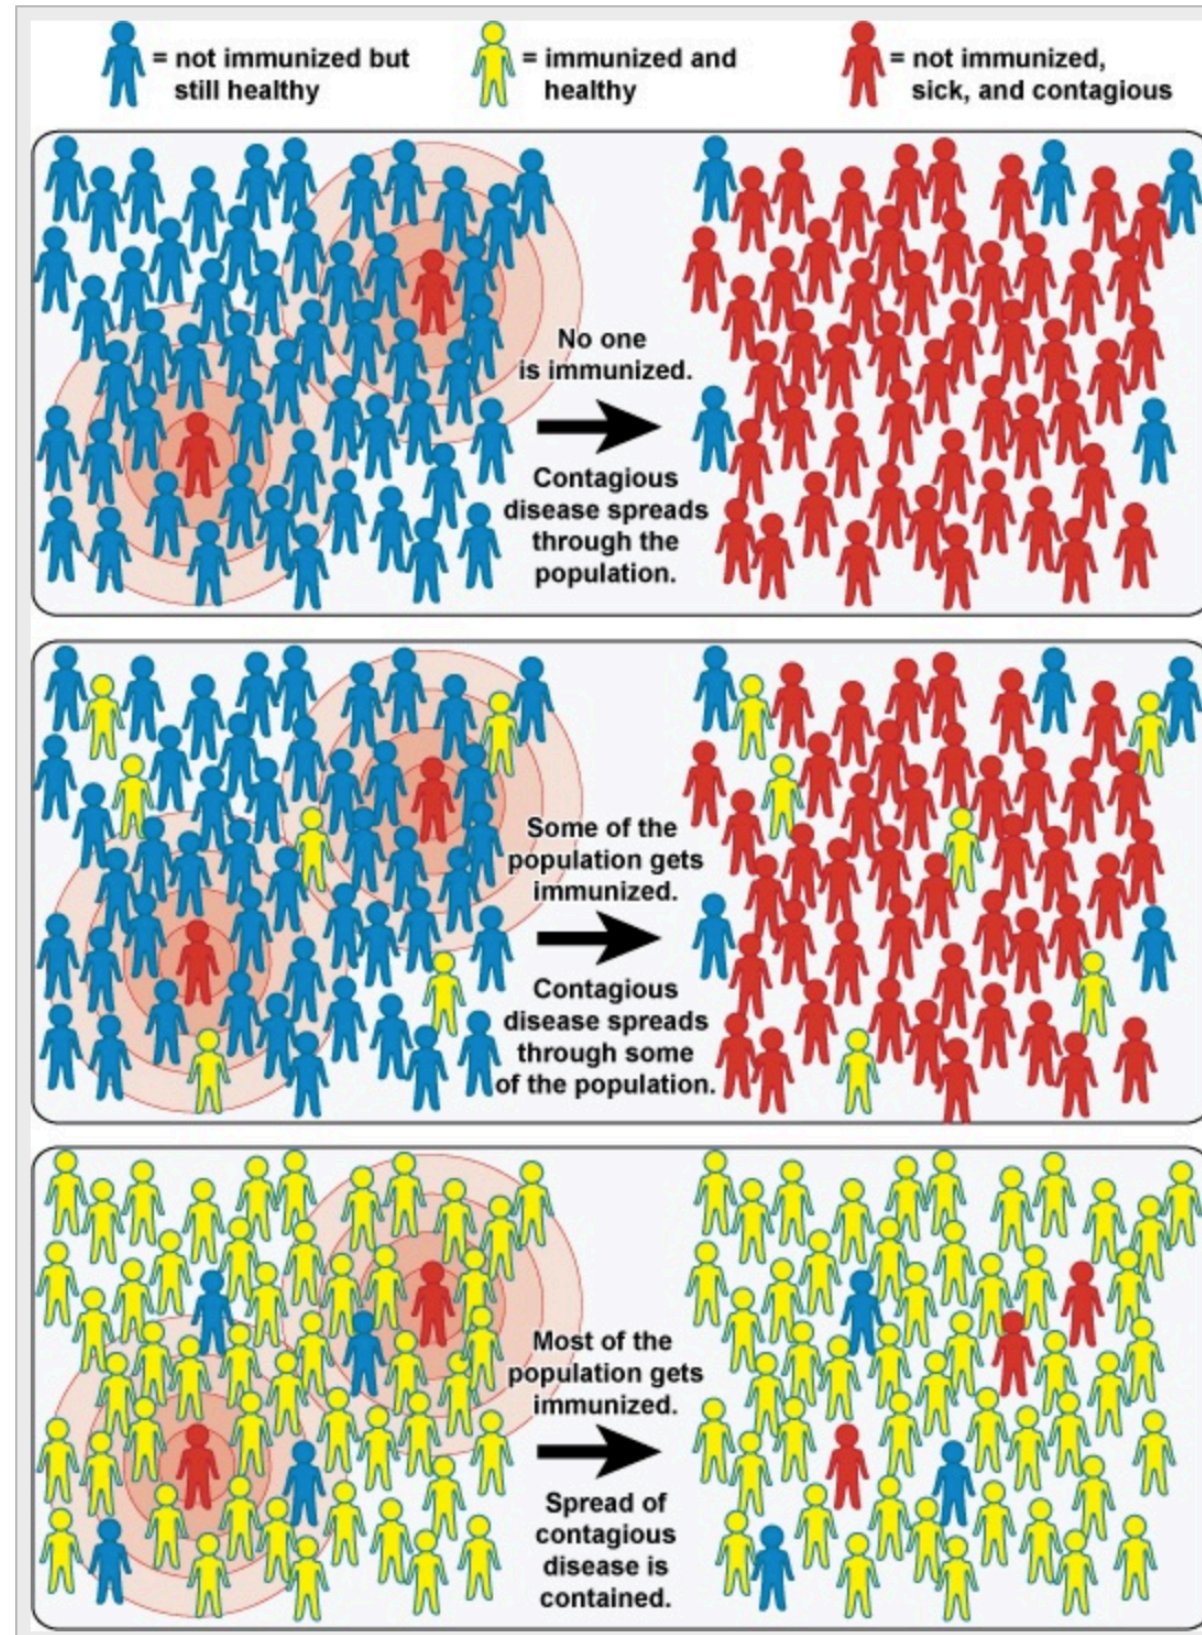 = not immunized but
still healthy
= immunized and
healthy
= not immunized,
sick, and contagious
No one
is immunized.
Contagious
disease spreads
through the
population.
Some of the
population gets
immunized.
Contagious
disease spreads
through some
of the population.
Most of the
population gets
immunized.
Spread of
contagious
disease is
contained.